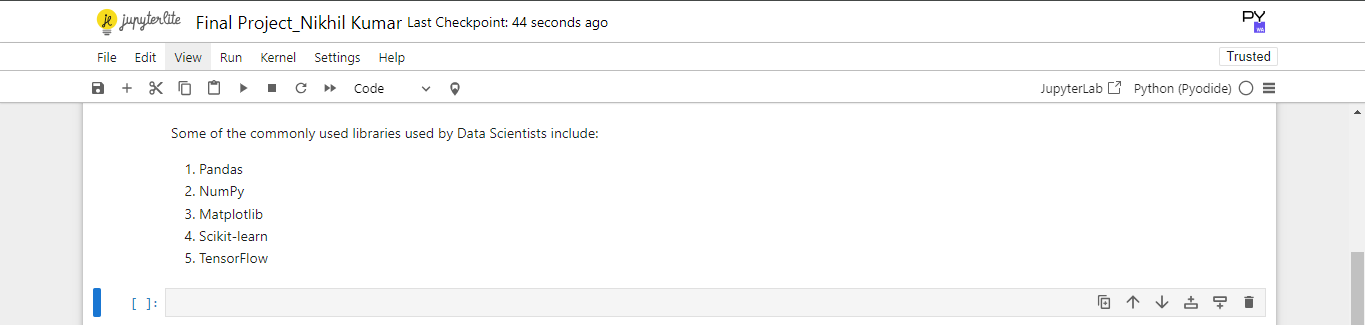 jupyterlite Final Project_Nikhil Kumar Last Checkpoint: 44 seconds ago PY
File Edit View Run Kernel Settings Help Trusted
Code JupyterLab Python (Pyodide)
Some of the commonly used libraries used by Data Scientists include:
1. Pandas
2. NumPy
3. Matplotlib
4. Scikit-learn
5. TensorFlow
[ ]: